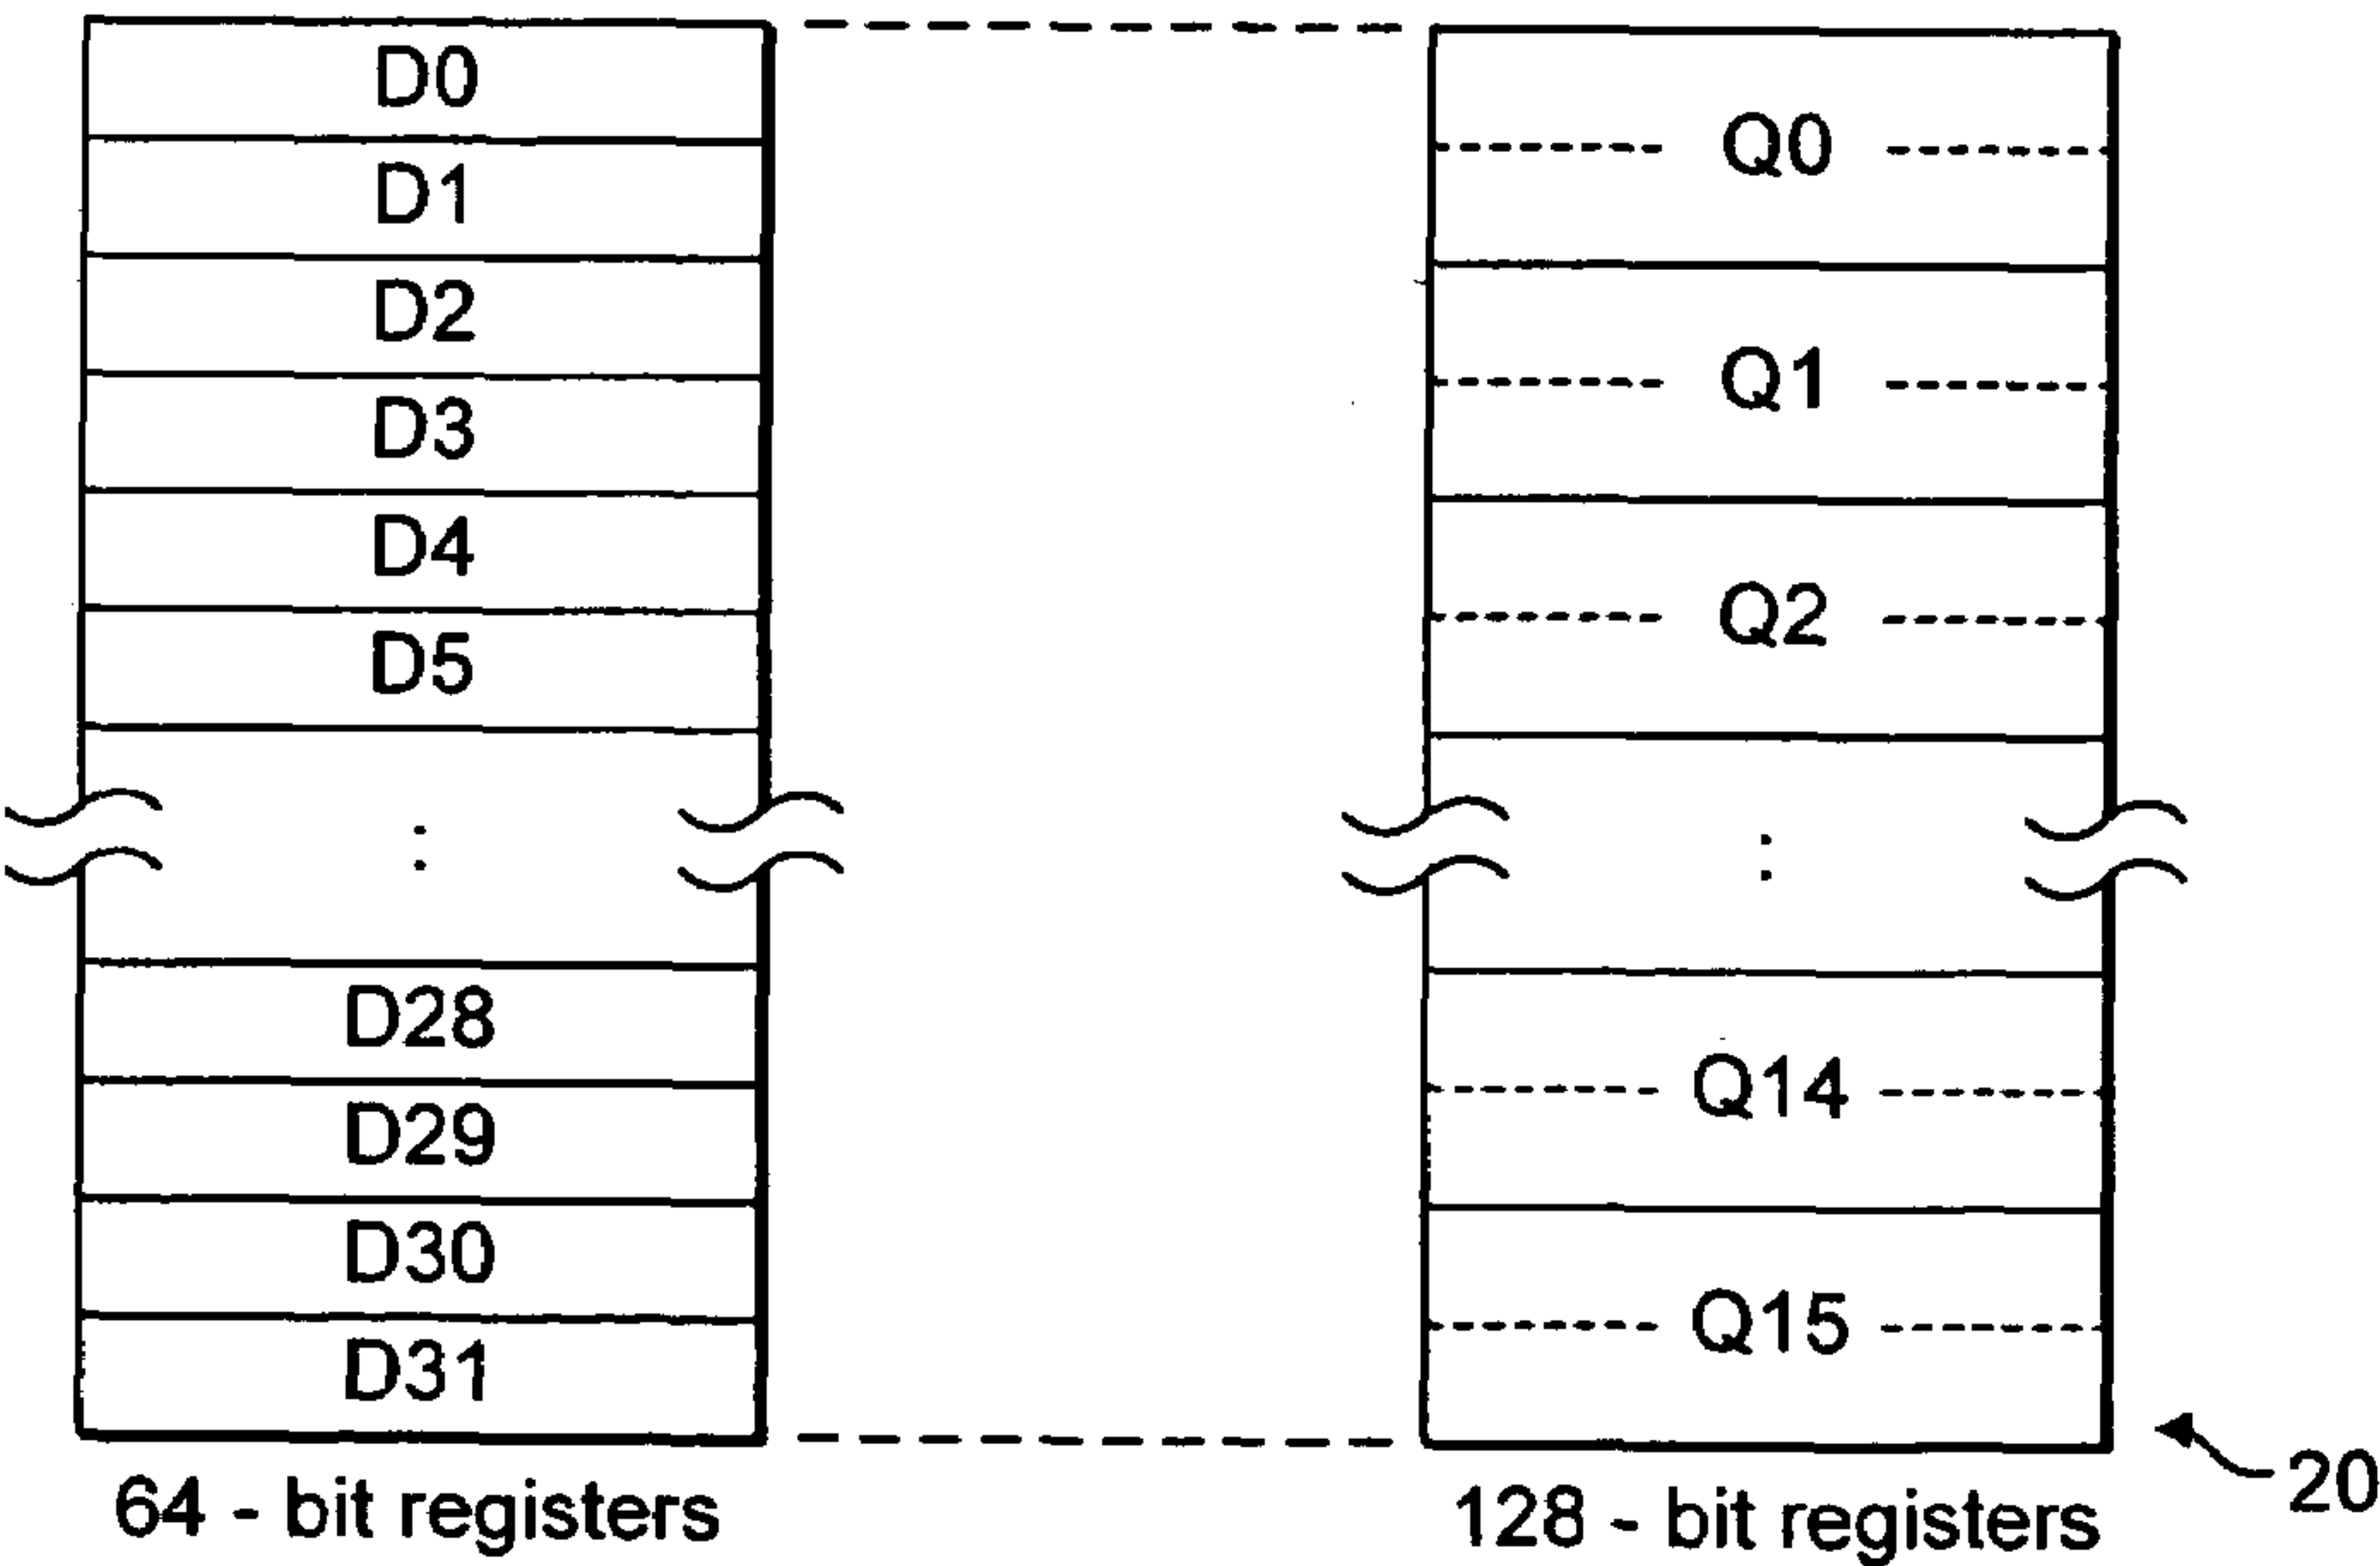 D0
D1
D2
D3
D4
D5
:
D28
D29
D30
D31
64 - bit registers
Q0
Q1
Q2
:
Q14
Q15
128 - bit registers
20